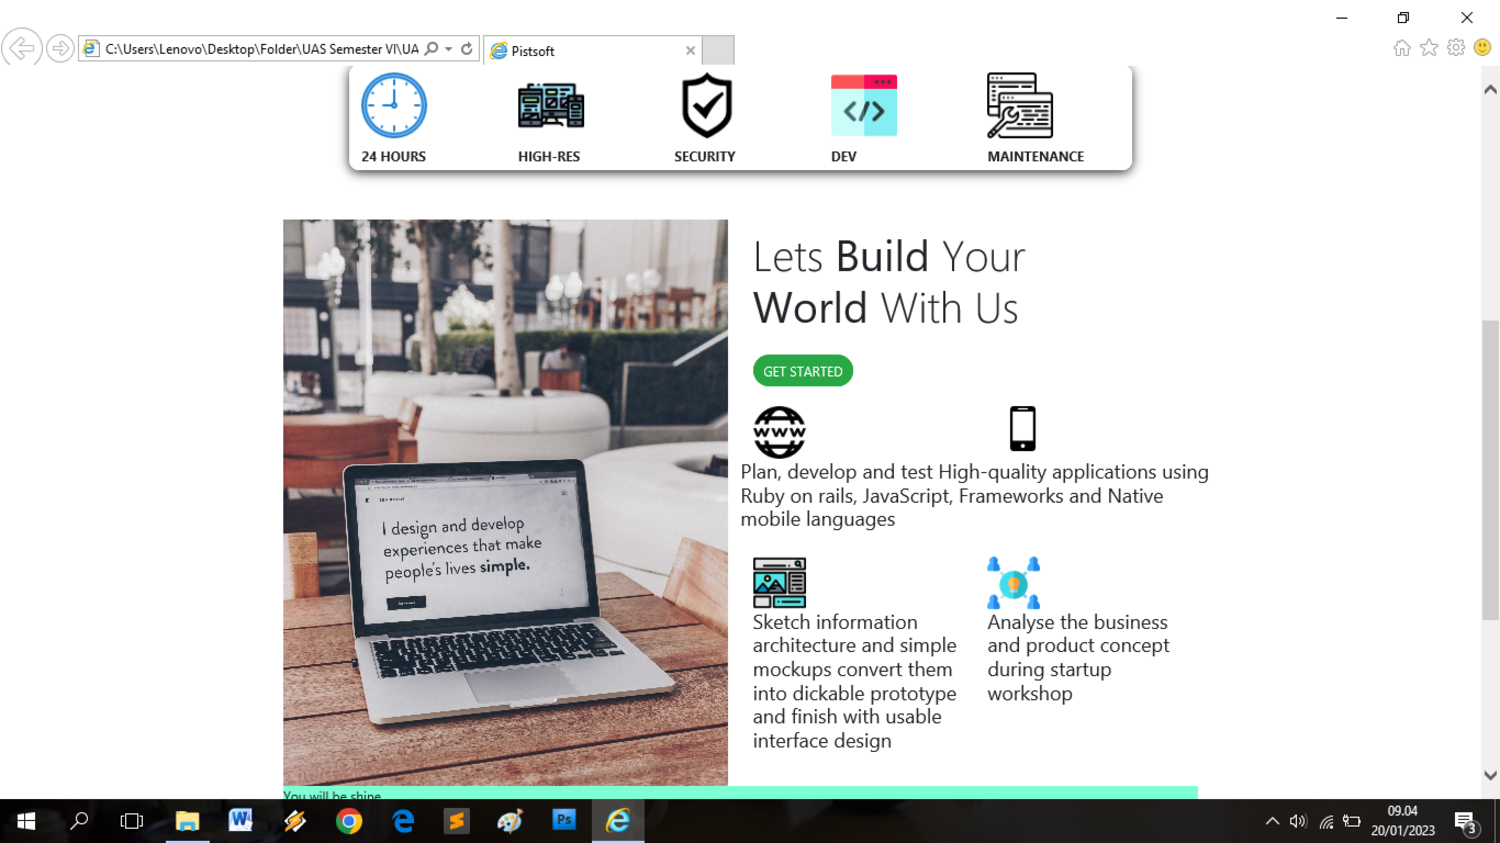 C:\Users\Lenovo\Desktop\Folder\UAS Semester VI\UA
Pistsoft
24 HOURS
HIGH-RES
SECURITY
DEV
MAINTENANCE
Lets Build Your
World With Us
GET STARTED
www
Plan, develop and test High-quality applications using
Ruby on rails, JavaScript, Frameworks and Native
mobile languages
I design and develop
experiences that make
people's lives simple.
Sketch information
architecture and simple
mockups convert them
into dickable prototype
and finish with usable
interface design
Analyse the business
and product concept
during startup
workshop
You will be shine
Ps
09.04
20/01/2023
3